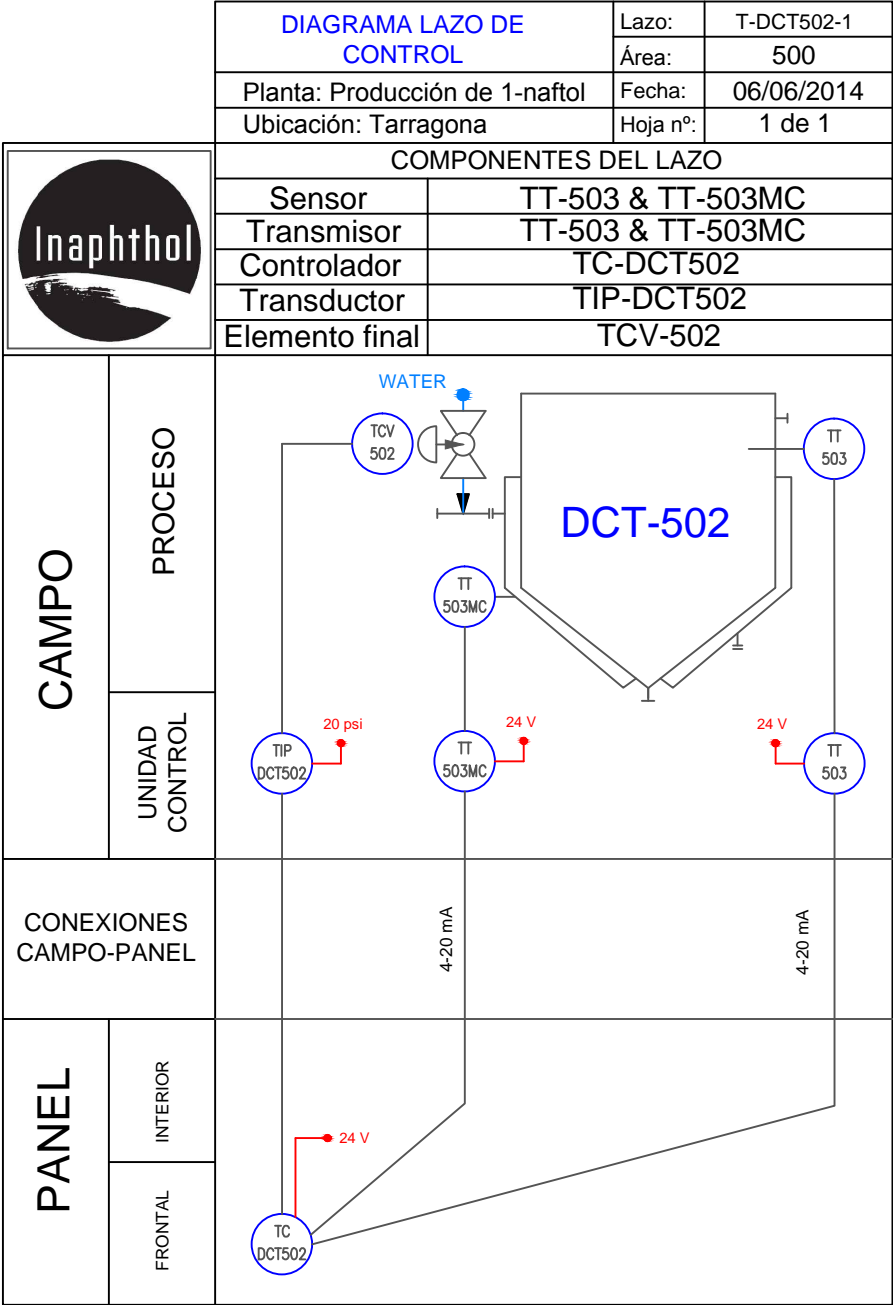 DIAGRAMA LAZO DE
CONTROL
Lazo:
T-DCT502-1
Área:
500
Planta: Producción de 1-naftol
Fecha:
06/06/2014
Ubicación: Tarragona
Hoja nº:
1 de 1
Inaphthol
COMPONENTES DEL LAZO
Sensor
TT-503 & TT-503MC
Transmisor
TT-503 & TT-503MC
Controlador
TC-DCT502
Transductor
TIP-DCT502
Elemento final
TCV-502
CAMPO
PROCESO
WATER
TCV
502
TT
503
DCT-502
TT
503MC
UNIDAD
CONTROL
20 psi
24 V
24 V
TIP
DCT502
TT
503MC
TT
503
CONEXIONES
CAMPO-PANEL
4-20 mA
4-20 mA
PANEL
INTERIOR
24 V
FRONTAL
TC
DCT502